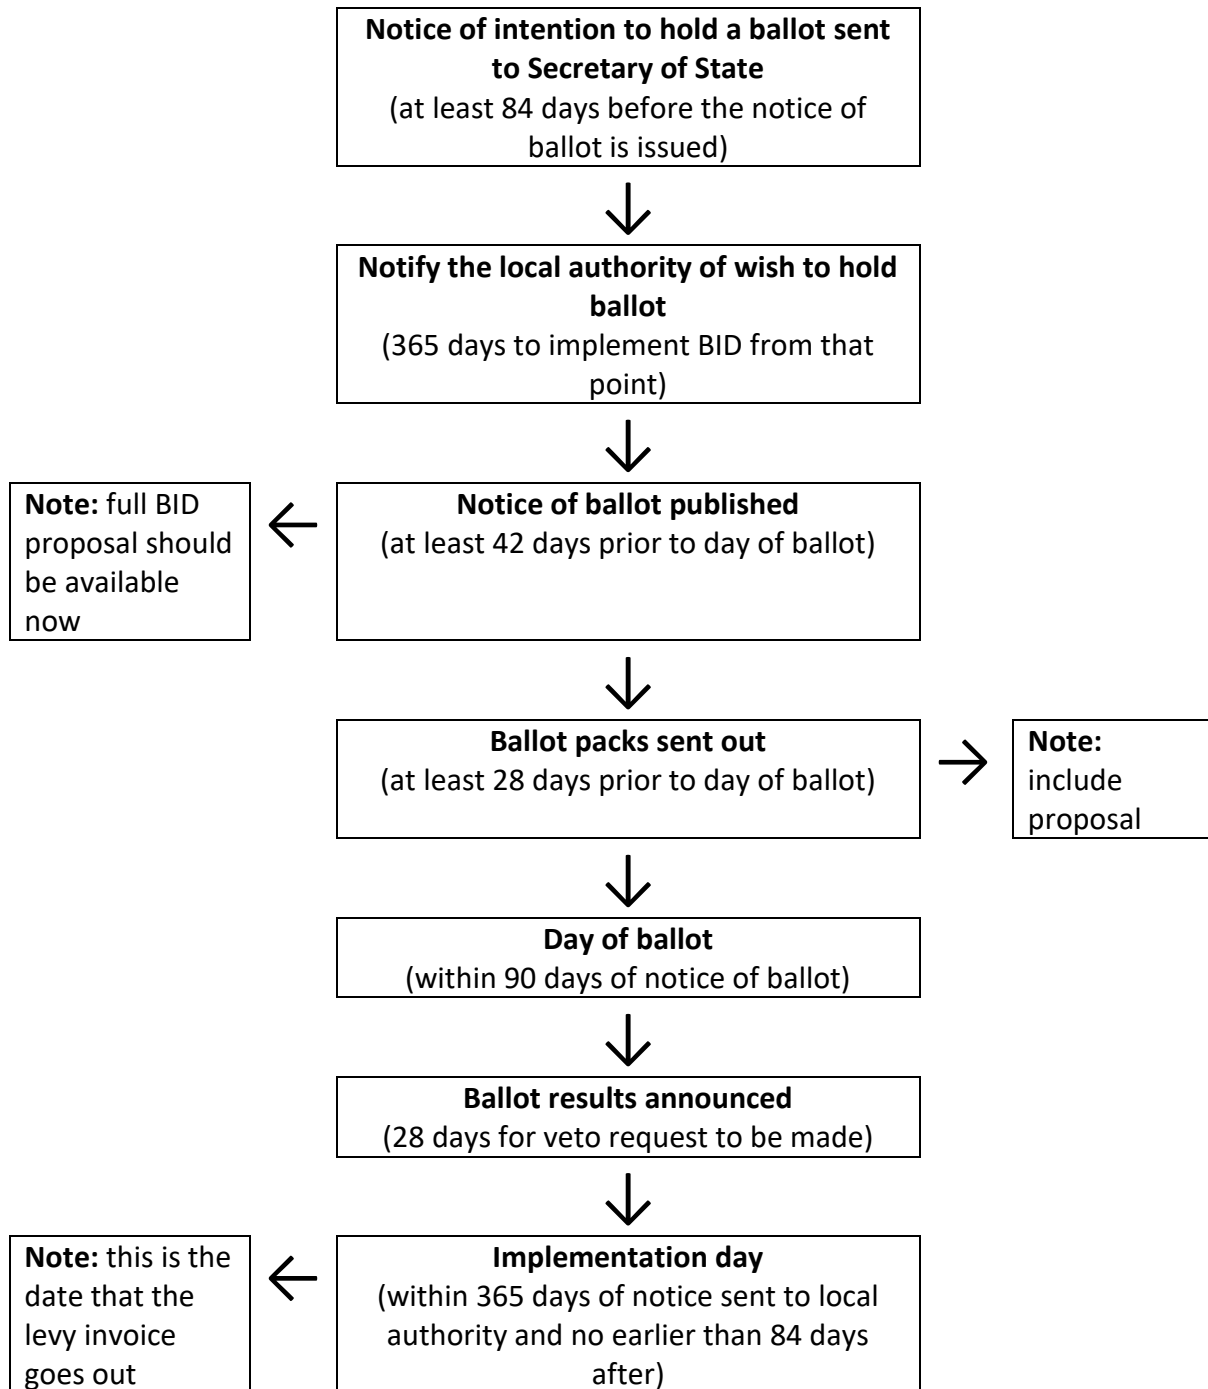 Notice of intention to hold a ballot sent
to Secretary of State
(at least 84 days before the notice of
ballot is issued)
Notify the local authority of wish to hold
ballot
(365 days to implement BID from that
point)
Note: full BID
proposal should
be available
now
Notice of ballot published
(at least 42 days prior to day of ballot)
Ballot packs sent out
(at least 28 days prior to day of ballot)
Note:
include
proposal
Day of ballot
(within 90 days of notice of ballot)
Ballot results announced
(28 days for veto request to be made)
Note: this is the
date that the
levy invoice
goes out
Implementation day
(within 365 days of notice sent to local
authority and no earlier than 84 days
after)